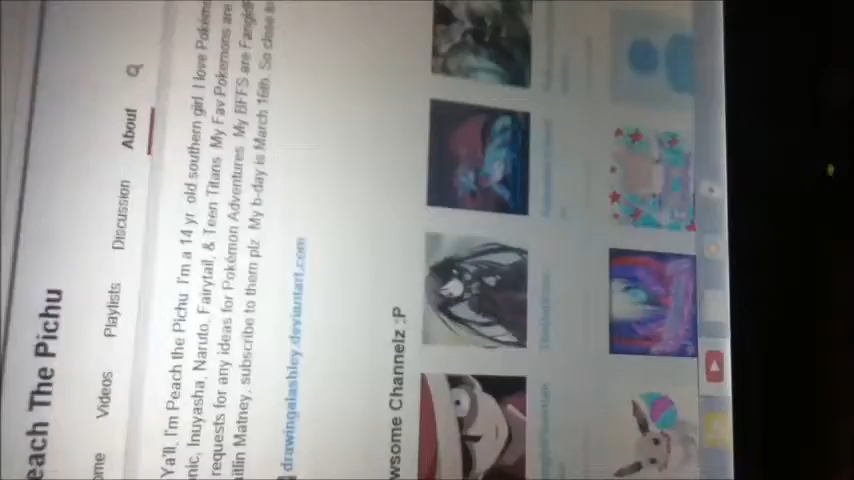 each The Pichu
ome Videos Playlists Discussion About
Ya'll, I'm Peach the Pichu I'm a 14 yr old southern girl I love Pokém
nic, Inuyasha, Naruto, Fairytail, & Teen Titans My Fav Pokemons are
requests for any ideas for Pokémon Adventures My BFFS are
itlin Matney, subscribe to them plz My b-day is March 16th So close
drawingatashley.deviantart.com
wsome Channelz :P